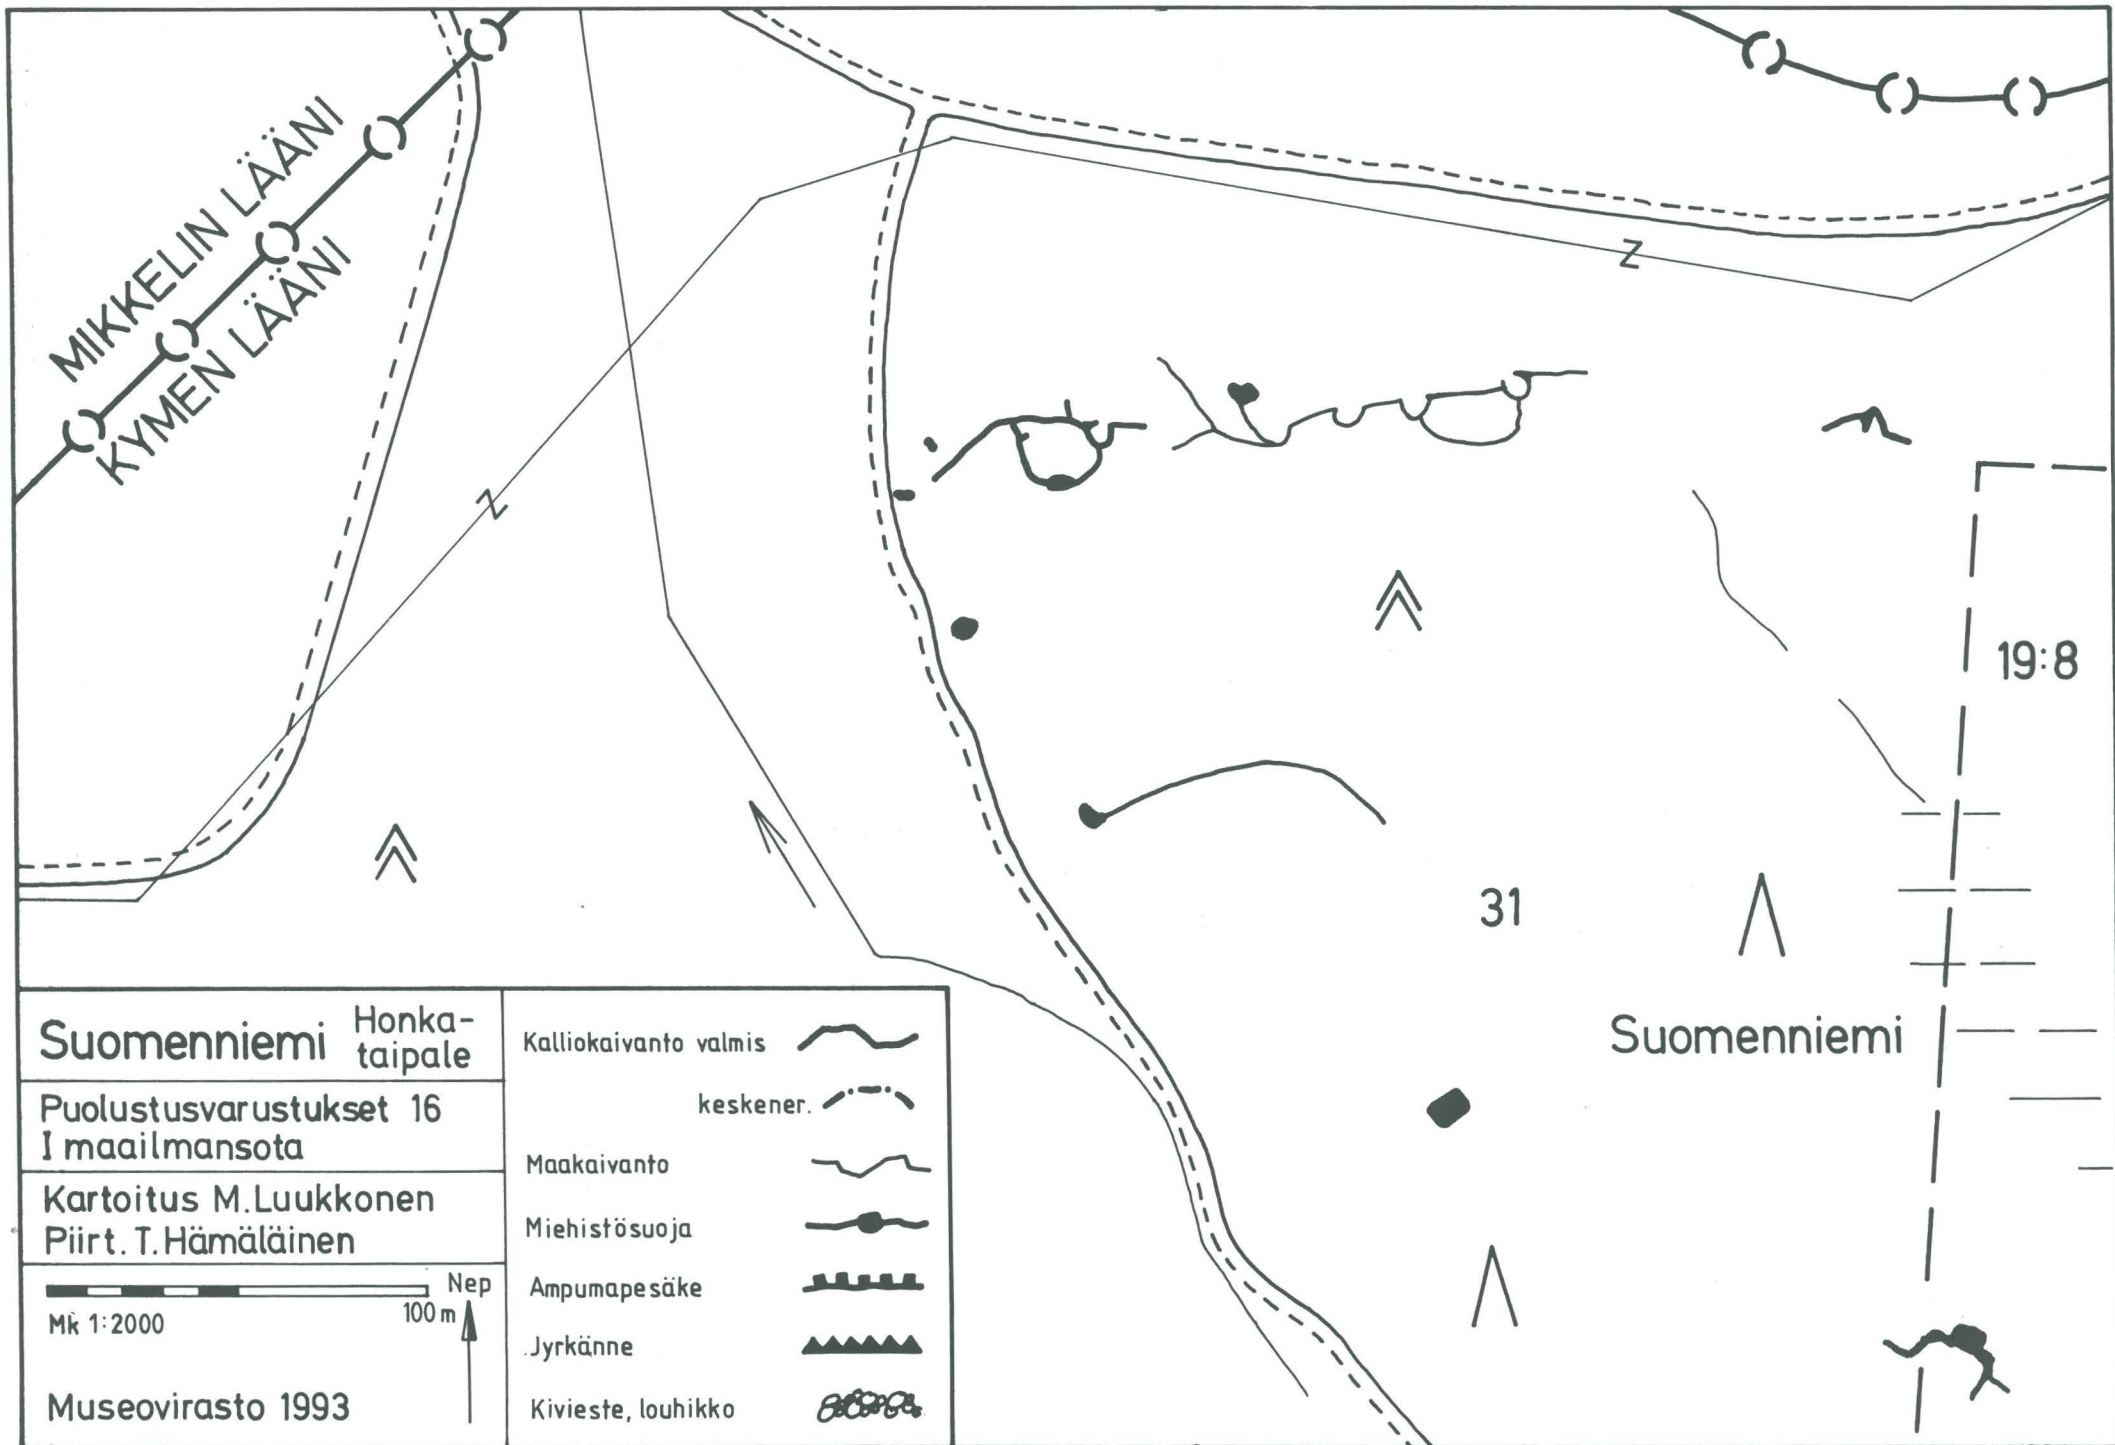 MIKKELIN LÄÄNI
KYMEN LÄÄNI
Z
Z
19:8
31
Suomenniemi
Suomenniemi Honka-
taipale
Puolustusvarustukset 16
I maailmansota
Kartoitus M.Luukkonen
Piirt. T. Hämäläinen
Nep
100 m
Mk 1:2000
Museovirasto 1993
Kalliokaivanto valmis
keskener.
Maakaivanto
Miehistösuoja
Ampumapesäke
Jyrkänne
Kivieste, louhikko